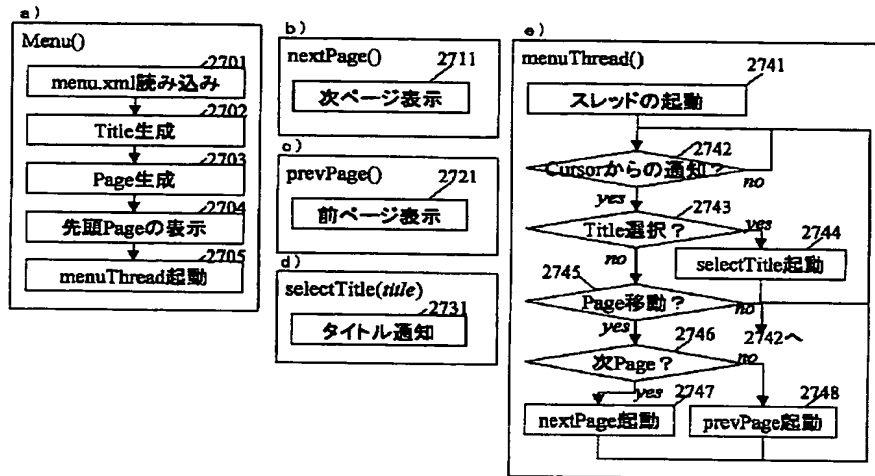 a)
Menu()
2701
menu.xml読み込み
2702
Title生成
2703
Page生成
2704
先頭Pageの表示
2705
menuThread起動
b)
nextPage()
2711
次ページ表示
c)
prevPage()
2721
前ページ表示
d)
selectTitle(title)
2731
タイトル通知
e)
menuThread()
2741
スレッドの起動
2742
Cursorからの通知?
no
yes
2743
Title選択?
yes
2744
no
selectTitle起動
2745
Page移動?
no
yes
2742へ
2746
次Page?
no
yes
2747
nextPage起動
2748
prevPage起動